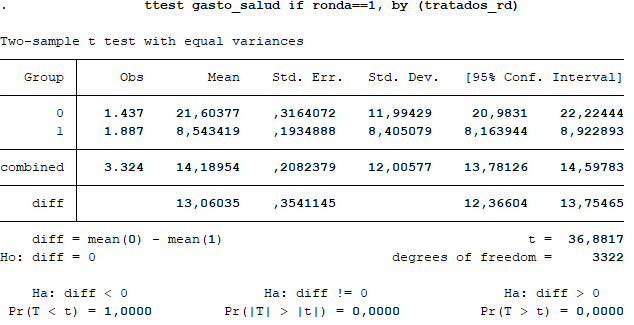 . ttest gasto_salud if ronda==1, by (tratados_rd)
Two-sample t test with equal variances
Group Obs Mean Std. Err. Std. Dev. [95% Conf. Interval]
0 1.437 21,60377 ,3164072 11,99429 20,9831 22,22444
1 1.887 8,543419 ,1934888 8,405079 8,163944 8,922893
combined 3.324 14,18954 ,2082379 12,00577 13,78126 14,59783
diff 13,06035 ,3541145 12,36604 13,75465
diff = mean(0) - mean(1) t = 36,8817
Ho: diff = 0 degrees of freedom = 3322
Ha: diff < 0 Ha: diff != 0 Ha: diff > 0
Pr(T < t) = 1,0000 Pr(|T| > |t|) = 0,0000 Pr(T > t) = 0,0000